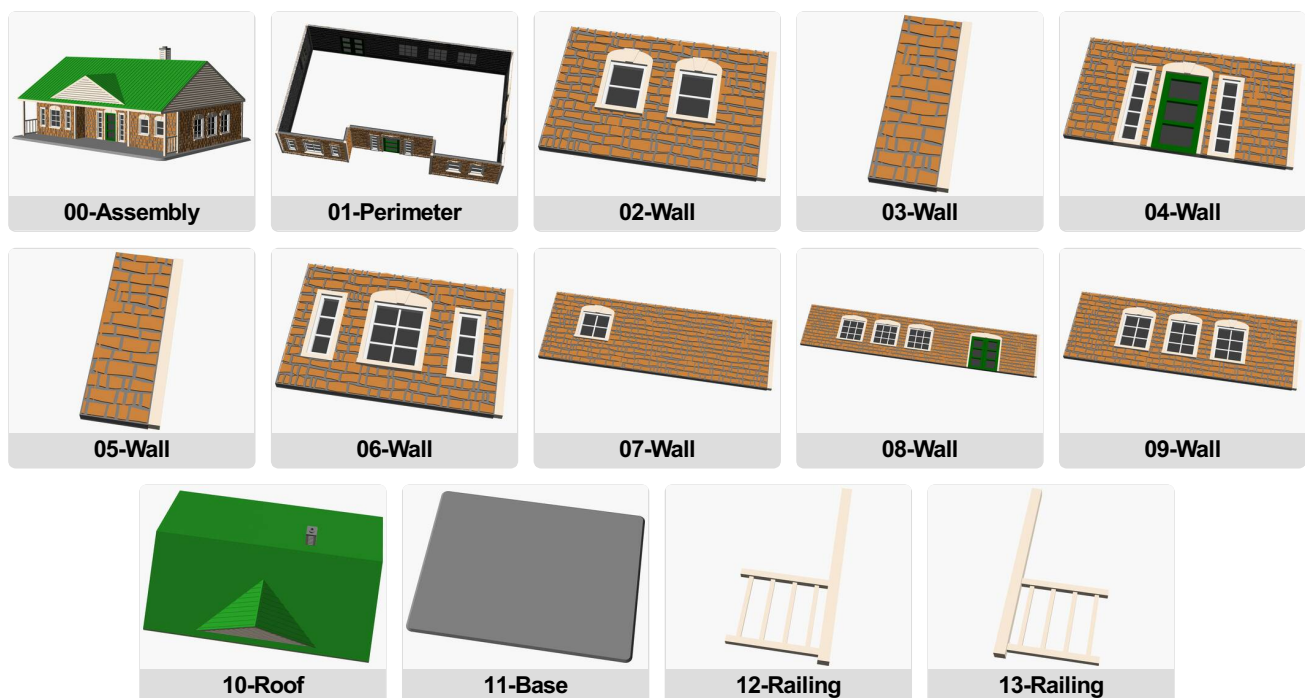 00-Assembly
01-Perimeter
02-Wall
03-Wall
04-Wall
05-Wall
06-Wall
07-Wall
08-Wall
09-Wall
10-Roof
11-Base
12-Railing
13-Railing